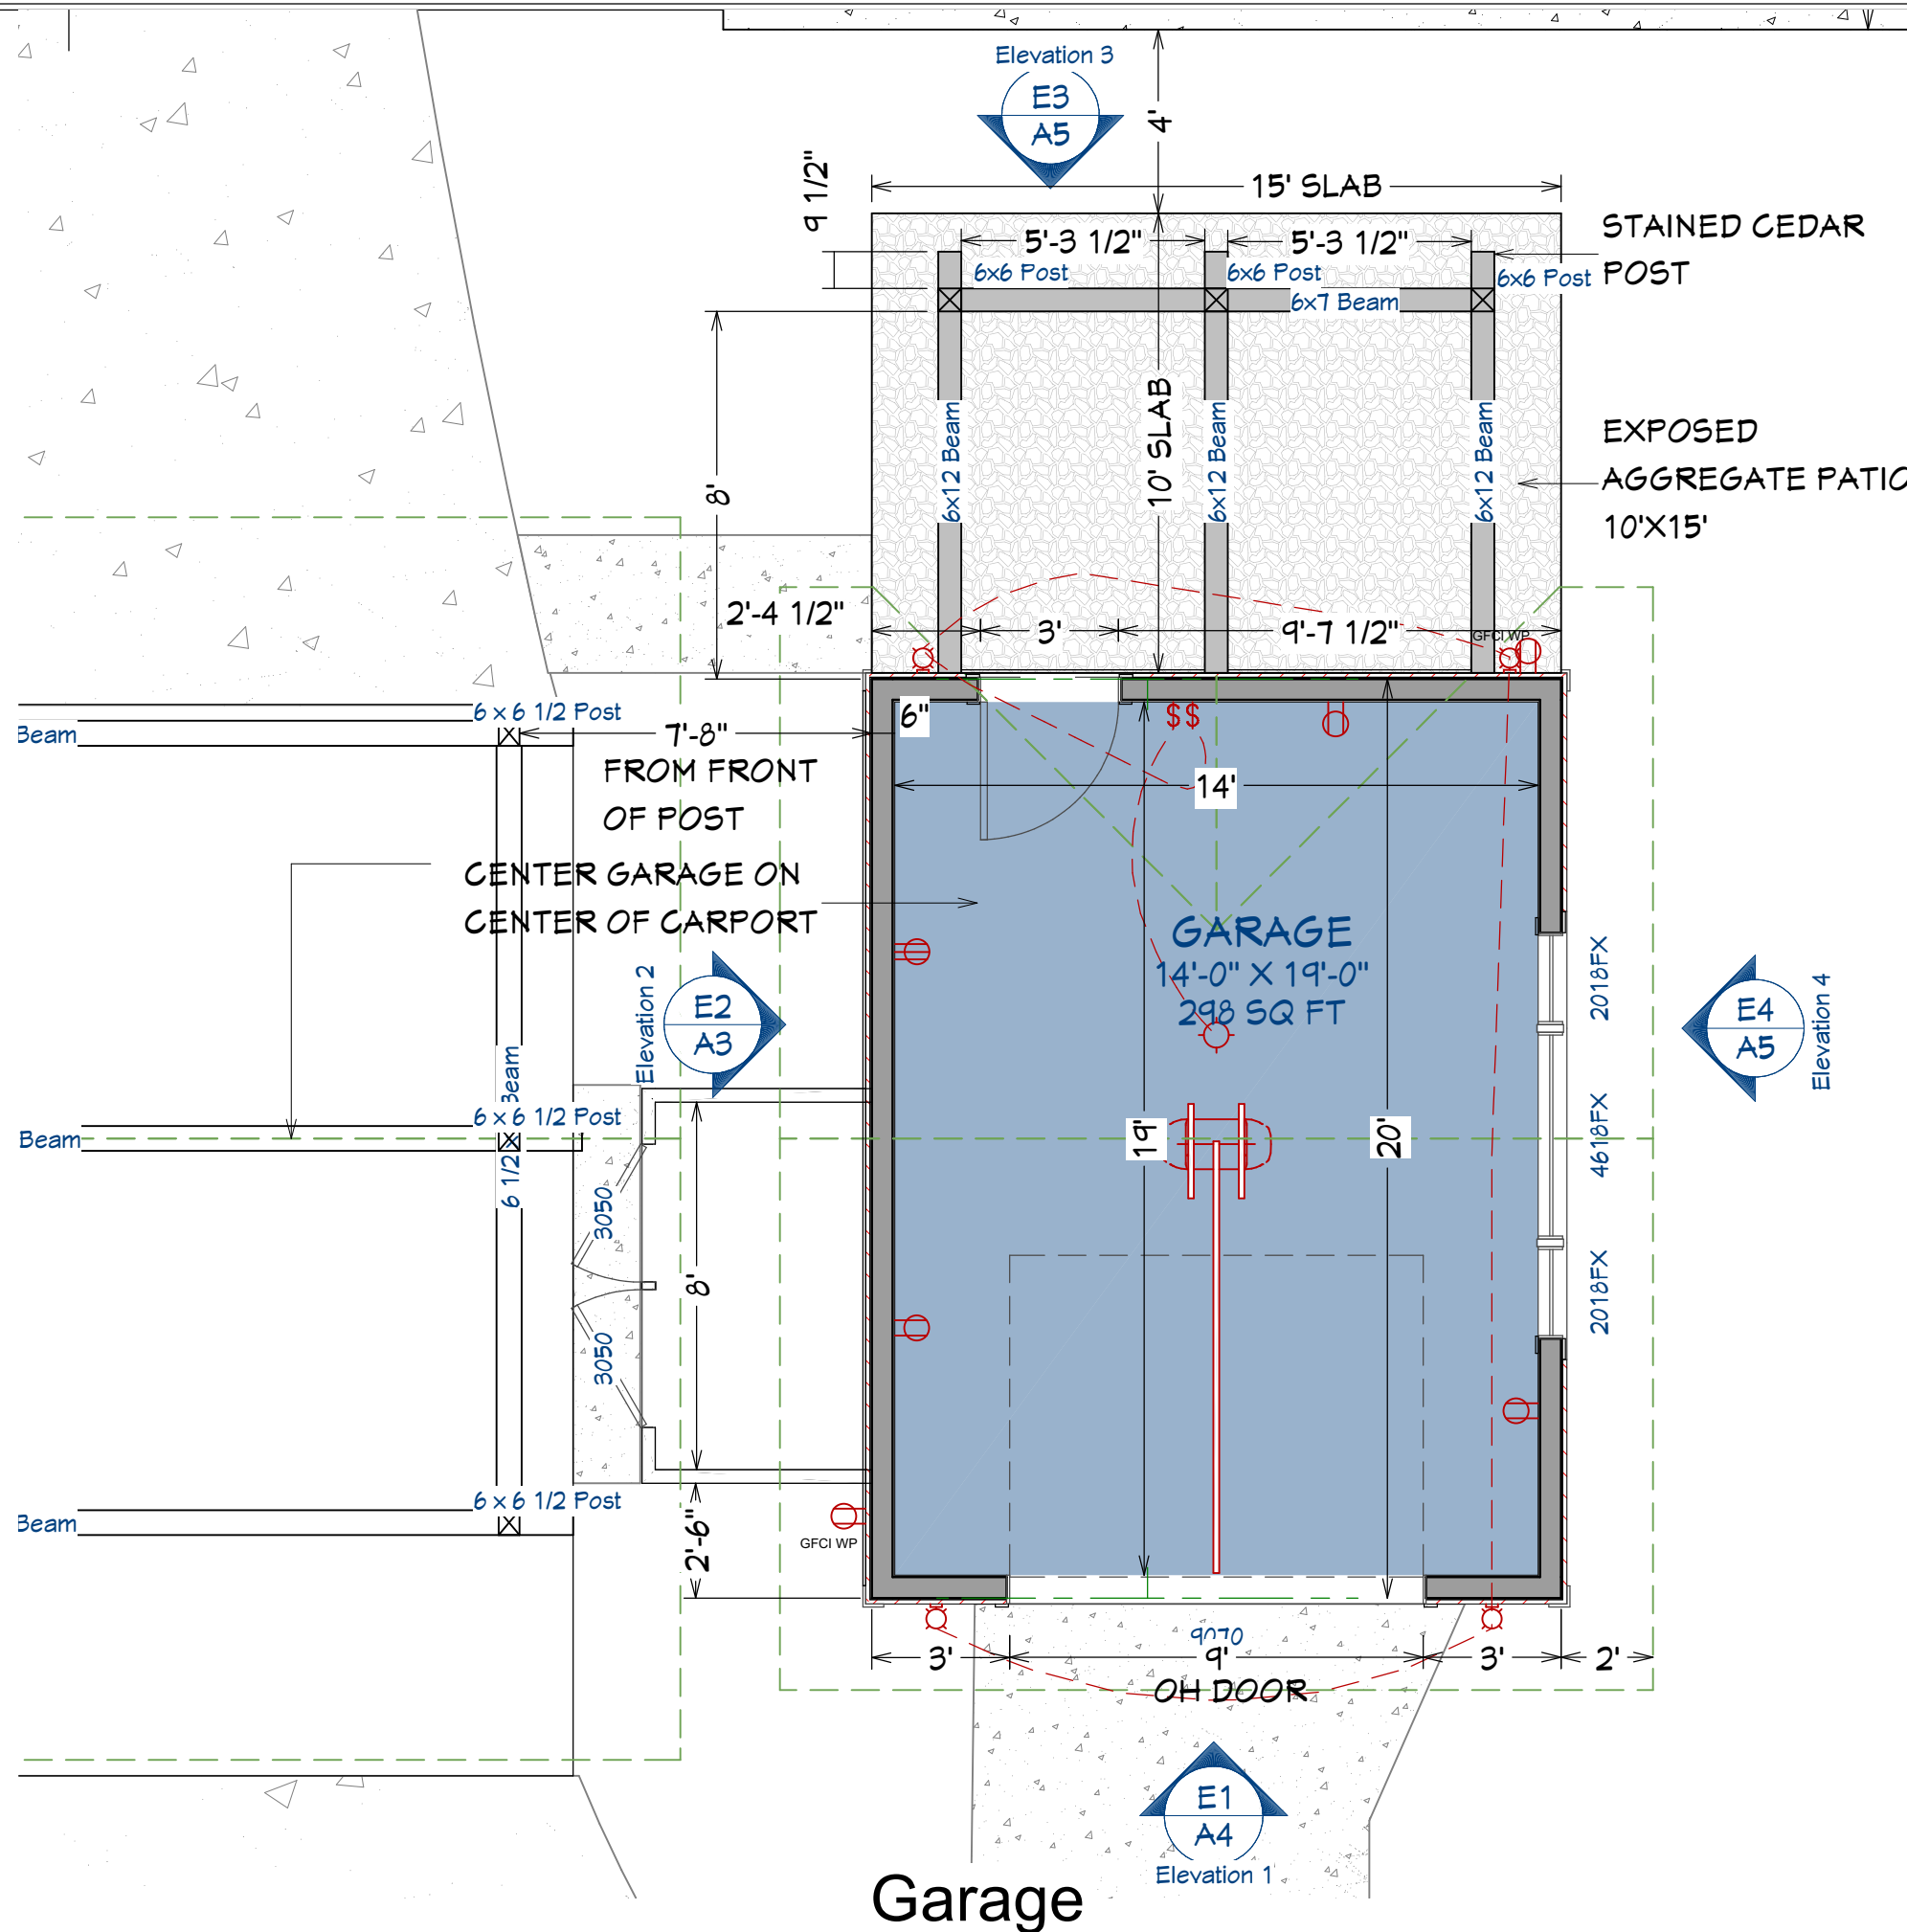 Elevation 3
E3
A5
4'
9 1/2"
15' SLAB
STAINED CEDAR
POST
5'-3 1/2"
5'-3 1/2"
6x6 Post
6x6 Post
6x6 Post
6x7 Beam
8'
10' SLAB
6x12 Beam
6x12 Beam
6x12 Beam
EXPOSED
AGGREGATE PATIO
10'X15'
2'-4 1/2"
3'
9'-7 1/2"
GFCI WP
6 x 6 1/2 Post
Beam
7'-8"
6"
$$
FROM FRONT
OF POST
14'
CENTER GARAGE ON
CENTER OF CARPORT
GARAGE
14'-0" X 19'-0"
298 SQ FT
Elevation 2
E2
A3
2018FX
E4
A5
Elevation 4
Beam
6 x 6 1/2 Post
Beam
6 1/2
19'
20'
4618FX
3050
8'
2018FX
3050
6 x 6 1/2 Post
Beam
2'-6"
GFCI WP
9070
3'
9'
3'
2'
OH DOOR
E1
A4
Elevation 1
Garage